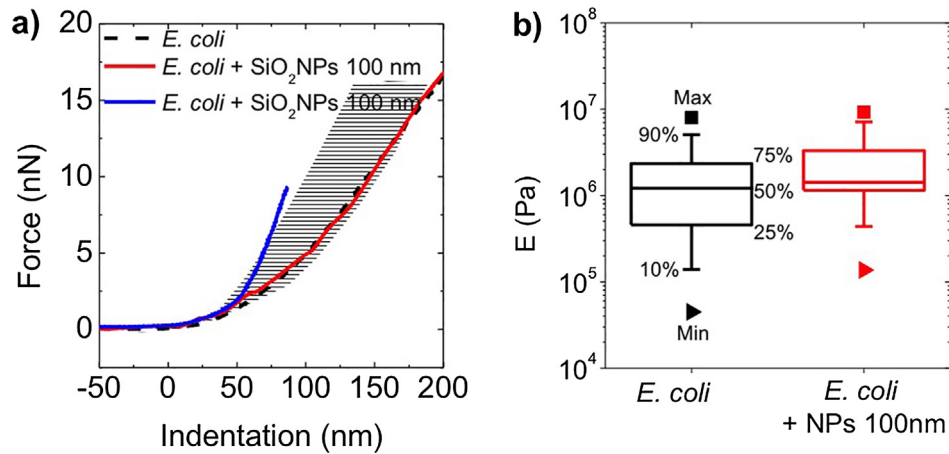 a)
20
15
10
5
0
Force (nN)
E. coli
E. coli + SiO2NPs 100 nm
E. coli + SiO2NPs 100 nm
-50 0 50 100 150 200
Indentation (nm)
b)
10^8
10^7
10^6
10^5
10^4
E (Pa)
Max
90%
75%
50%
25%
10%
Min
E. coli
E. coli
+ NPs 100nm